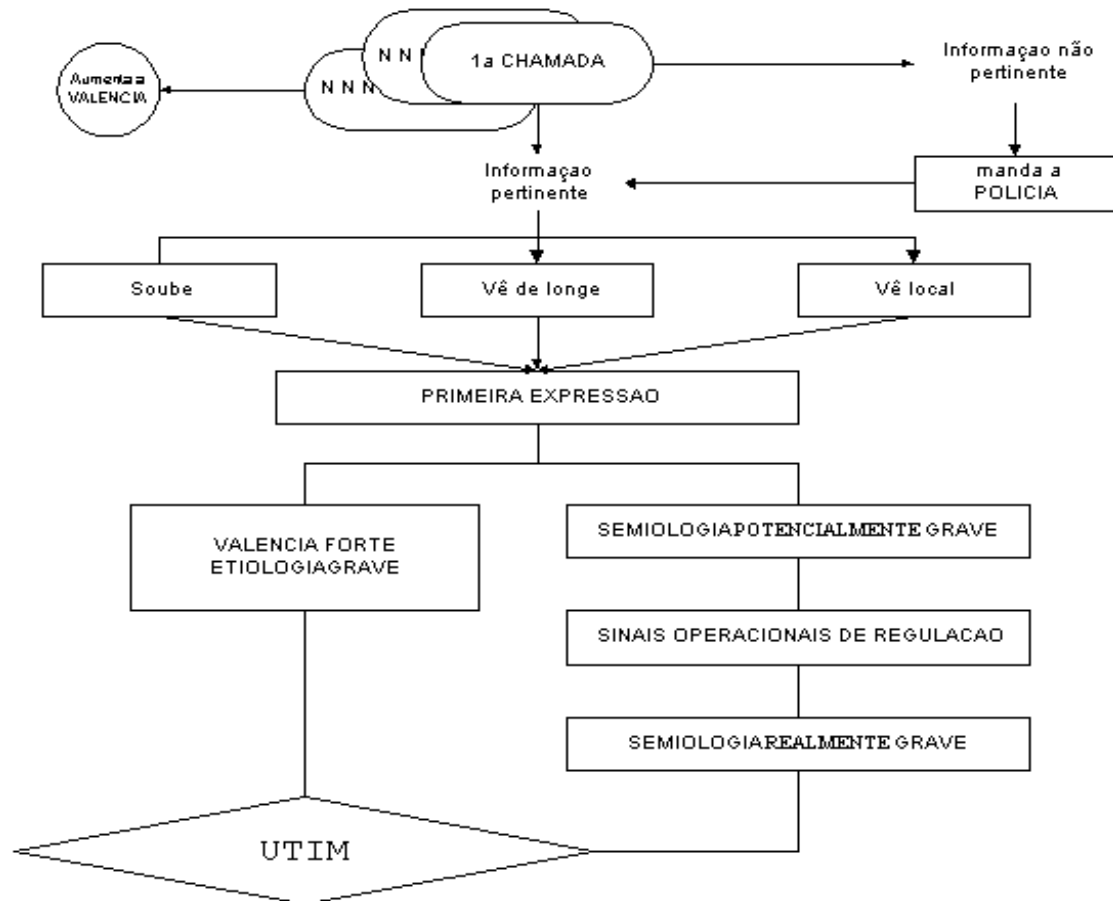 N N
1a CHAMADA
Informaçao não
pertinente
Aumenta a
VALENCIA
N N N
Informaçao
pertinente
manda a
POLICIA
Soube
Vê de longe
Vê local
PRIMEIRA EXPRESSAO
VALENCIA FORTE
ETIOLOGIAGRAVE
SEMIOLOGIAPOTENCIALMENTE GRAVE
SINAIS OPERACIONAIS DE REGULACAO
SEMIOLOGIAREALMENTE GRAVE
UTIM